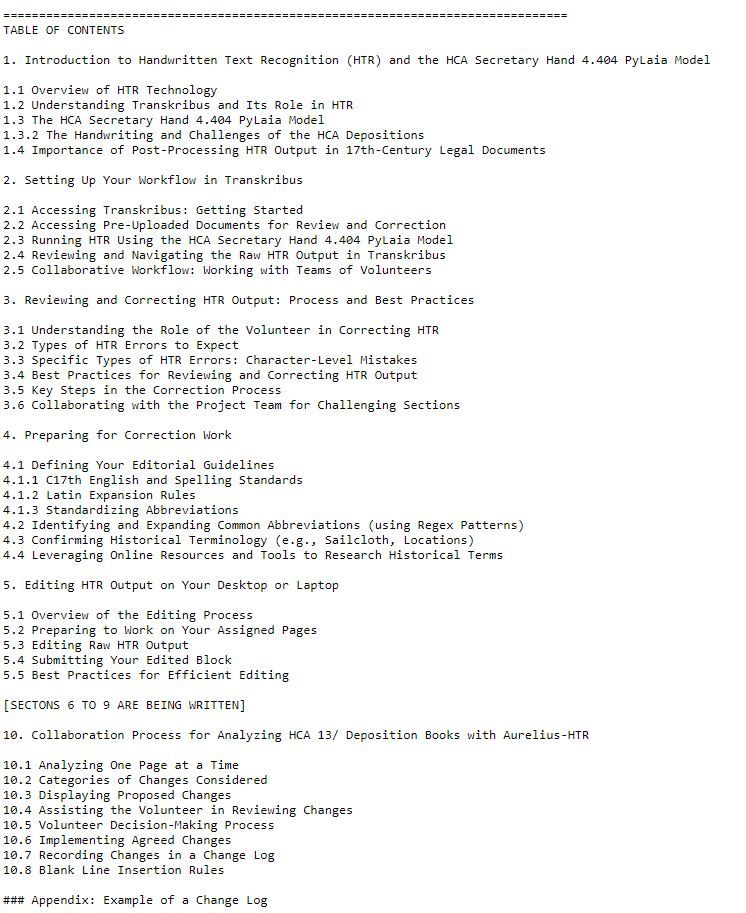 ===============================================================================
TABLE OF CONTENTS
1. Introduction to Handwritten Text Recognition (HTR) and the HCA Secretary Hand 4.404 PyLaia Model
1.1 Overview of HTR Technology
1.2 Understanding Transkribus and Its Role in HTR
1.3 The HCA Secretary Hand 4.404 PyLaia Model
1.3.2 The Handwriting and Challenges of the HCA Depositions
1.4 Importance of Post-Processing HTR Output in 17th-Century Legal Documents
2. Setting Up Your Workflow in Transkribus
2.1 Accessing Transkribus: Getting Started
2.2 Accessing Pre-Uploaded Documents for Review and Correction
2.3 Running HTR Using the HCA Secretary Hand 4.404 PyLaia Model
2.4 Reviewing and Navigating the Raw HTR Output in Transkribus
2.5 Collaborative Workflow: Working with Teams of Volunteers
3. Reviewing and Correcting HTR Output: Process and Best Practices
3.1 Understanding the Role of the Volunteer in Correcting HTR
3.2 Types of HTR Errors to Expect
3.3 Specific Types of HTR Errors: Character-Level Mistakes
3.4 Best Practices for Reviewing and Correcting HTR Output
3.5 Key Steps in the Correction Process
3.6 Collaborating with the Project Team for Challenging Sections
4. Preparing for Correction Work
4.1 Defining Your Editorial Guidelines
4.1.1 C17th English and Spelling Standards
4.1.2 Latin Expansion Rules
4.1.3 Standardizing Abbreviations
4.2 Identifying and Expanding Common Abbreviations (using Regex Patterns)
4.3 Confirming Historical Terminology (e.g., Sailcloth, Locations)
4.4 Leveraging Online Resources and Tools to Research Historical Terms
5. Editing HTR Output on Your Desktop or Laptop
5.1 Overview of the Editing Process
5.2 Preparing to Work on Your Assigned Pages
5.3 Editing Raw HTR Output
5.4 Submitting Your Edited Block
5.5 Best Practices for Efficient Editing
[SECTONS 6 TO 9 ARE BEING WRITTEN]
10. Collaboration Process for Analyzing HCA 13/ Deposition Books with Aurelius-HTR
10.1 Analyzing One Page at a Time
10.2 Categories of Changes Considered
10.3 Displaying Proposed Changes
10.4 Assisting the Volunteer in Reviewing Changes
10.5 Volunteer Decision-Making Process
10.6 Implementing Agreed Changes
10.7 Recording Changes in a Change Log
10.8 Blank Line Insertion Rules
### Appendix: Example of a Change Log